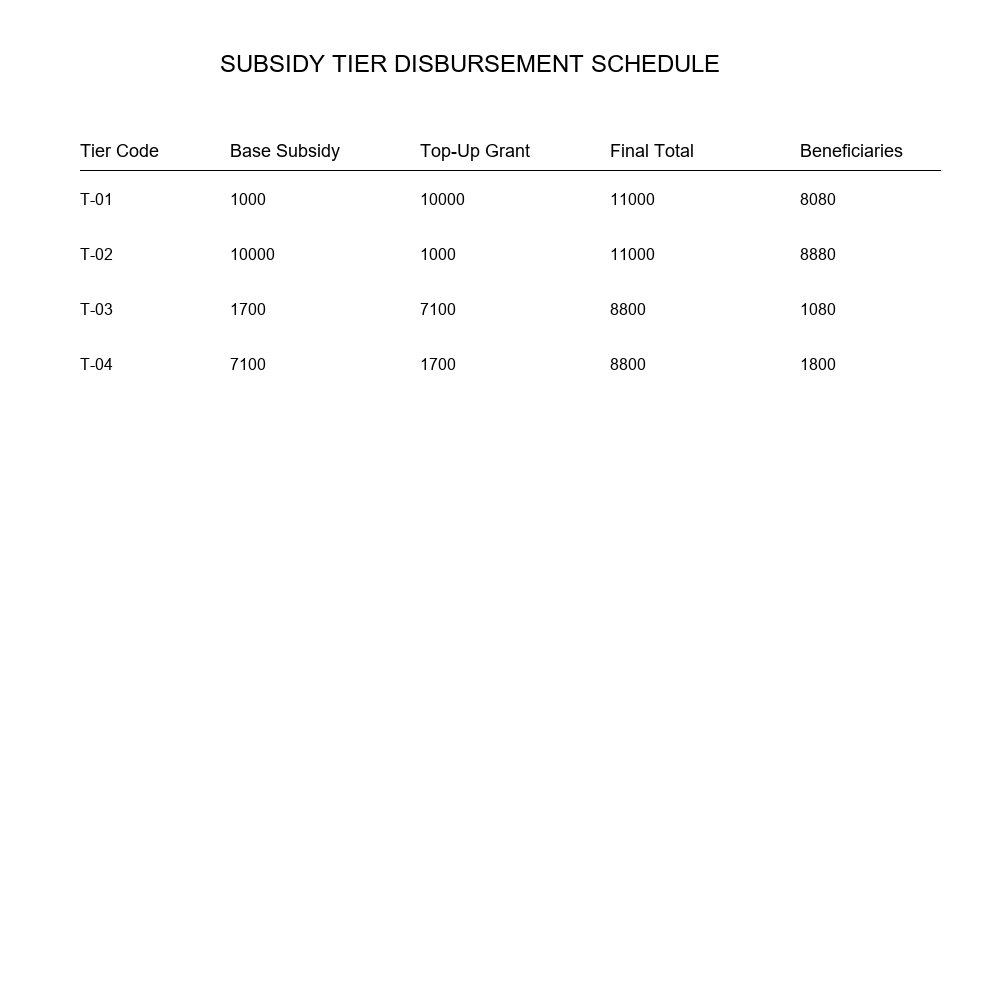 SUBSIDY TIER DISBURSEMENT SCHEDULE
Tier Code Base Subsidy Top-Up Grant Final Total Beneficiaries
T-01 1000 10000 11000 8080
T-02 10000 1000 11000 8880
T-03 1700 7100 8800 1080
T-04 7100 1700 8800 1800